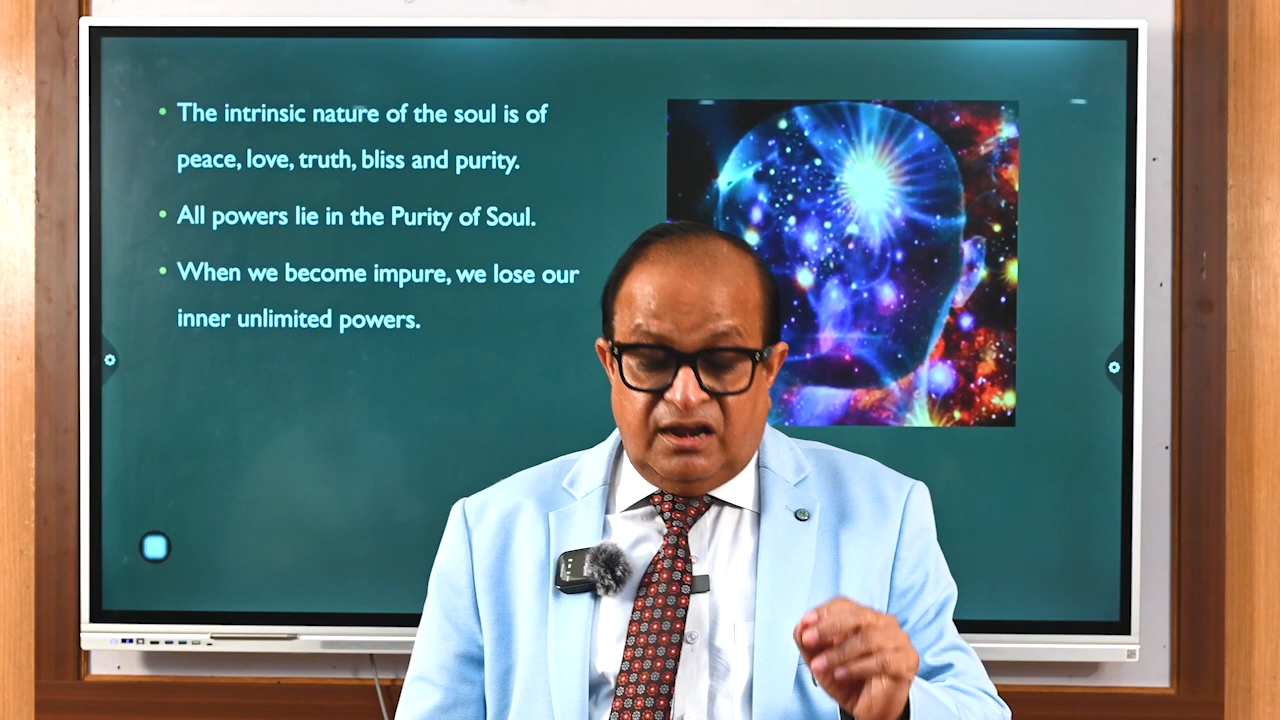 • The intrinsic nature of the soul is of
peace, love, truth, bliss and purity.
• All powers lie in the Purity of Soul.
• When we become impure, we lose our
inner unlimited powers.